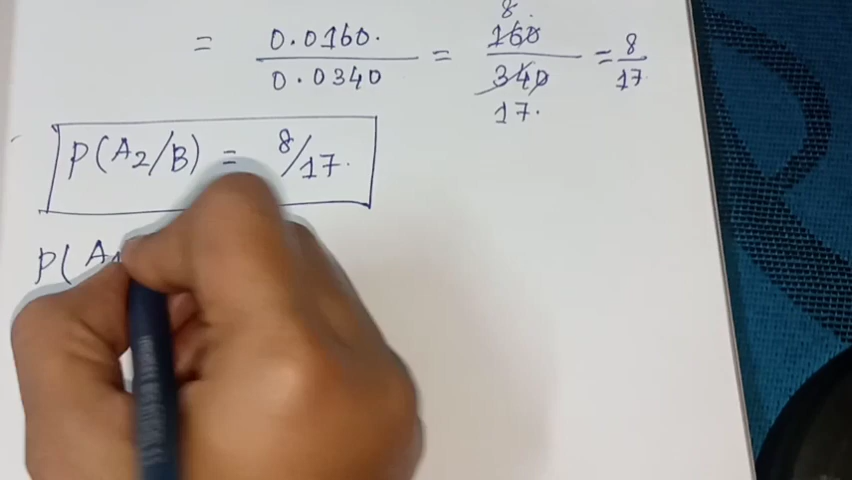 8
= 0.0160. / 0.0340 = 160 / 340 = 8/17
17.
P(A2/B) = 8/17.
P(A